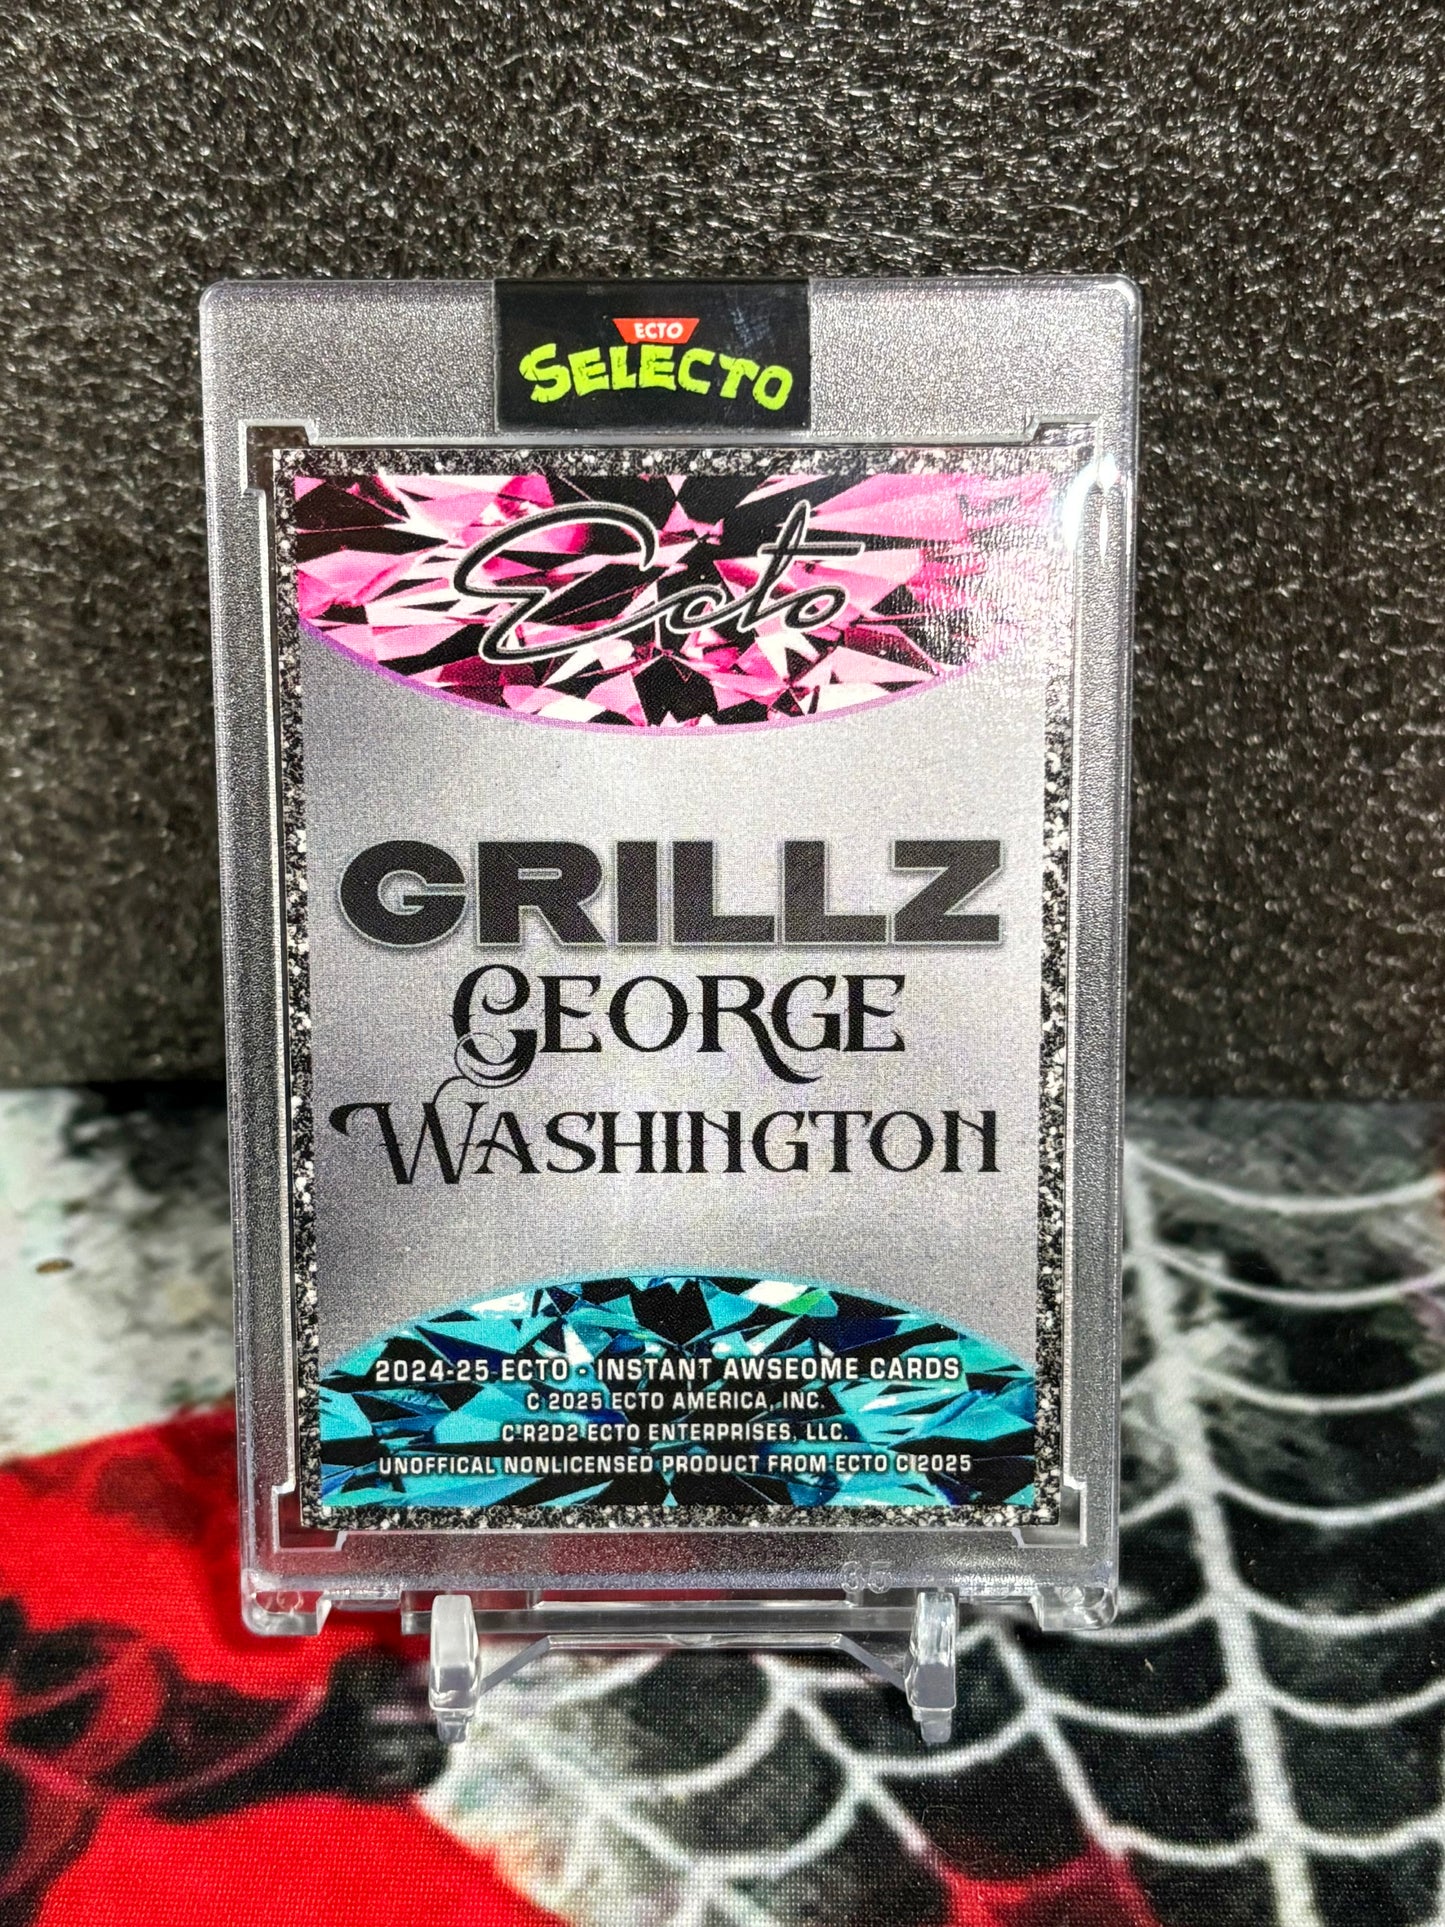 ECTO
SELECTO
Ecto
GRILLZ
GEORGE
WASHINGTON
2024-25 ECTO - INSTANT AWSEOME CARDS
C 2025 ECTO AMERICA, INC.
C R2D2 ECTO ENTERPRISES, LLC.
UNOFFICAL NONLICENSED PRODUCT FROM ECTO C 2025
35